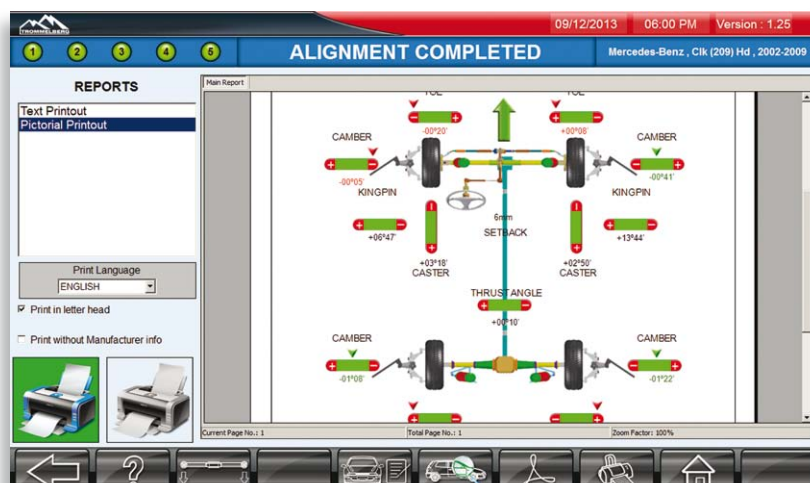 TROMMELBERG
09/12/2013 06:00 PM Version : 1.25
1 2 3 4 5
ALIGNMENT COMPLETED
Mercedes-Benz , Clk (209) Hd , 2002-2009
REPORTS
Text Printout
Pictorial Printout
Print Language
ENGLISH
Print in letter head
Print without Manufacturer info
Main Report
TOE TOE
-00°20' +00°08'
CAMBER CAMBER
-00°05' -00°41'
KINGPIN KINGPIN
6mm
SETBACK
+06°47' +13°44'
+03°18' +02°50'
CASTER CASTER
THRUST ANGLE
+00°10'
CAMBER CAMBER
-01°08' -01°22'
Current Page No.: 1 Total Page No.: 1 Zoom Factor: 100%